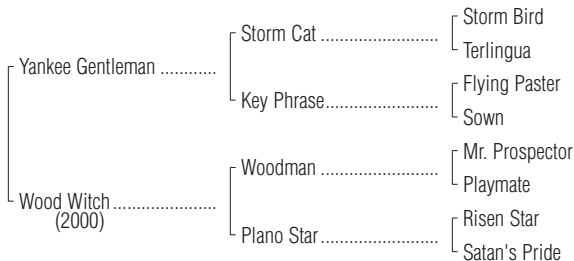 Storm Bird
Storm Cat ........................
Terlingua
Yankee Gentleman ............
Flying Paster
Key Phrase.......................
Sown
Mr. Prospector
Woodman ........................
Playmate
Wood Witch......................
(2000)
Risen Star
Plano Star ........................
Satan's Pride